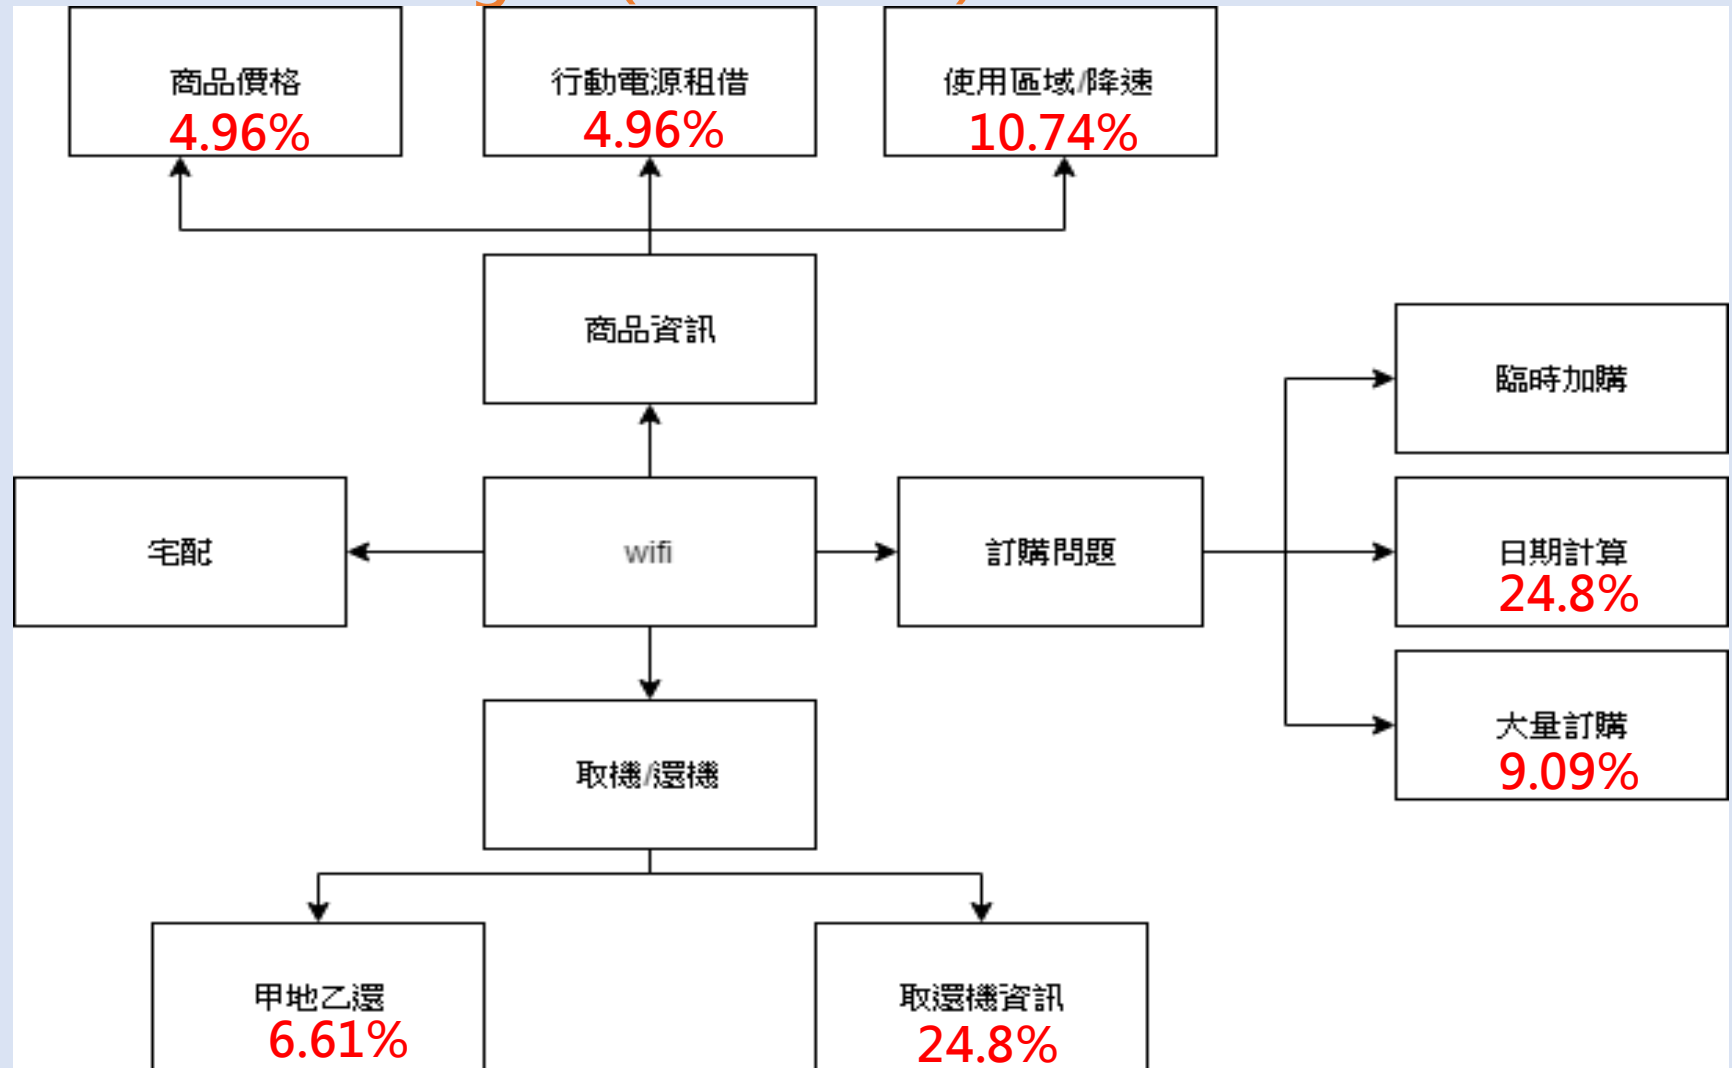 商品價格
4.96%
行動電源租借
4.96%
使用區域/降速
10.74%
商品資訊
臨時加購
宅配
wifi
訂購問題
日期計算
24.8%
大量訂購
9.09%
取機/還機
甲地乙還
6.61%
取還機資訊
24.8%